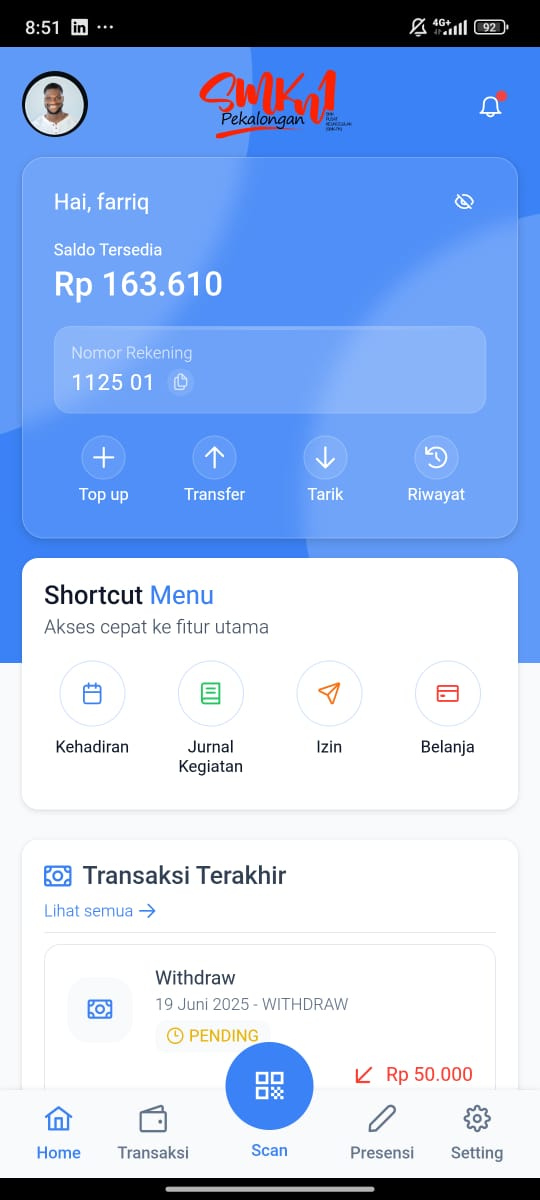 8:51
4G+
92
SMKN1
Pekalongan
Hai, farriq
Saldo Tersedia
Rp 163.610
Nomor Rekening
1125 01
Top up
Transfer
Tarik
Riwayat
Shortcut Menu
Akses cepat ke fitur utama
Kehadiran
Jurnal
Kegiatan
Izin
Belanja
Transaksi Terakhir
Lihat semua
Withdraw
19 Juni 2025 - WITHDRAW
PENDING
Rp 50.000
Home
Transaksi
Scan
Presensi
Setting